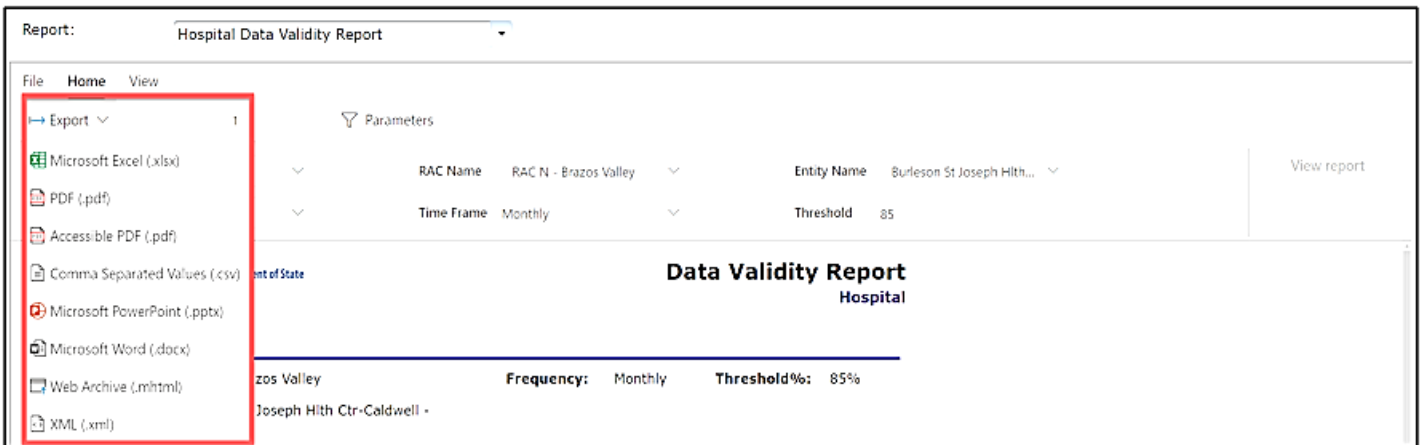 Report: Hospital Data Validity Report
File Home View
Export 1 Parameters
Microsoft Excel (.xlsx)
RAC Name RAC N - Brazos Valley Entity Name Burleson St Joseph Hlth... View report
PDF (.pdf)
Time Frame Monthly Threshold 85
Accessible PDF (.pdf)
Comma Separated Values (.csv) ent of State Data Validity Report
Hospital
Microsoft PowerPoint (.pptx)
Microsoft Word (.docx)
Web Archive (.mhtml) zos Valley Frequency: Monthly Threshold%: 85%
Joseph Hlth Ctr-Caldwell -
XML (.xml)